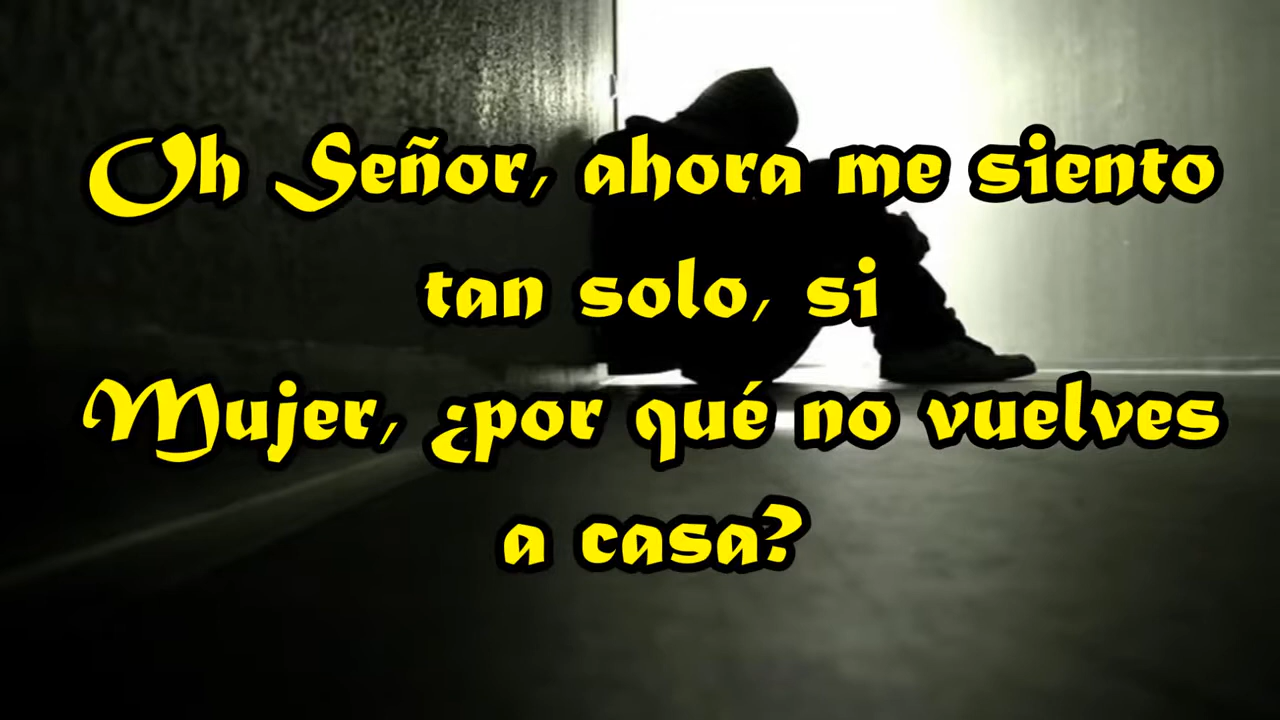 Oh Señor, ahora me siento
tan solo, si
Mujer, ¿por qué no vuelves
a casa?